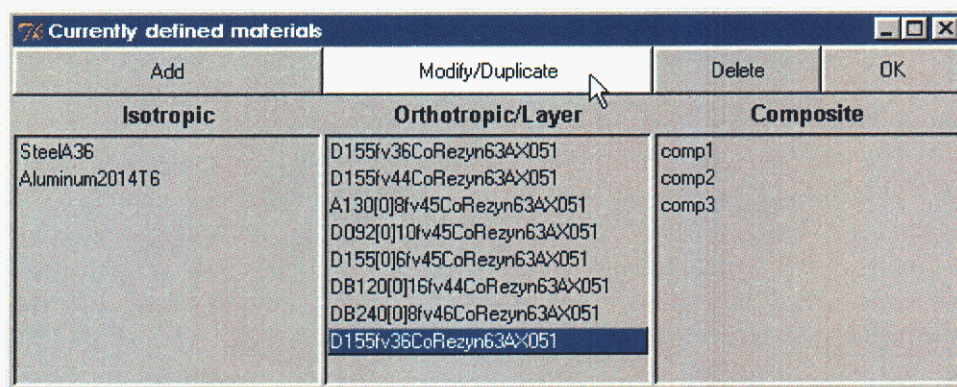 Currently defined materials
Add Modify/Duplicate Delete OK
Isotropic Orthotropic/Layer Composite
SteelA36 D155fv36CoRezyn63AX051 comp1
Aluminum2014T6 D155fv44CoRezyn63AX051 comp2
A130[0]8fv45CoRezyn63AX051 comp3
D092[0]10fv45CoRezyn63AX051
D155[0]6fv45CoRezyn63AX051
DB120[0]16fv44CoRezyn63AX051
DB240[0]8fv46CoRezyn63AX051
D155fv36CoRezyn63AX051